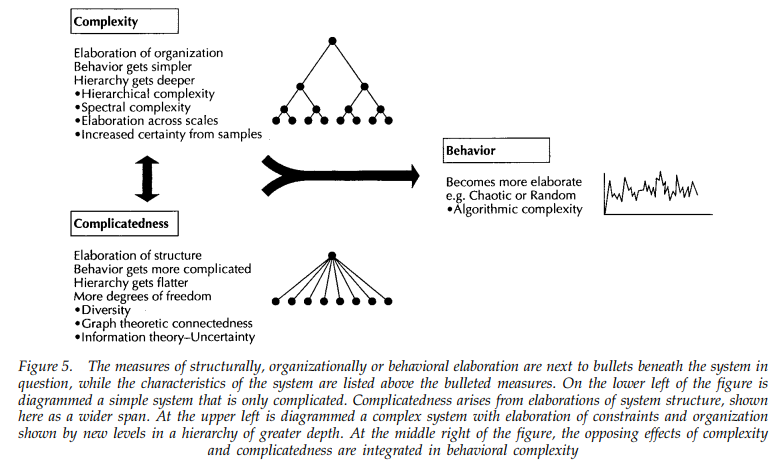 Complexity
Elaboration of organization
Behavior gets simpler
Hierarchy gets deeper
•Hierarchical complexity
•Spectral complexity
•Elaboration across scales
•Increased certainty from samples
Behavior
Becomes more elaborate
e.g. Chaotic or Random
•Algorithmic complexity
Complicatedness
Elaboration of structure
Behavior gets more complicated
Hierarchy gets flatter
More degrees of freedom
•Diversity
•Graph theoretic connectedness
•Information theory–Uncertainty
Figure 5. The measures of structurally, organizationally or behavioral elaboration are next to bullets beneath the system in
question, while the characteristics of the system are listed above the bulleted measures. On the lower left of the figure is
diagrammed a simple system that is only complicated. Complicatedness arises from elaborations of system structure, shown
here as a wider span. At the upper left is diagrammed a complex system with elaboration of constraints and organization
shown by new levels in a hierarchy of greater depth. At the middle right of the figure, the opposing effects of complexity
and complicatedness are integrated in behavioral complexity